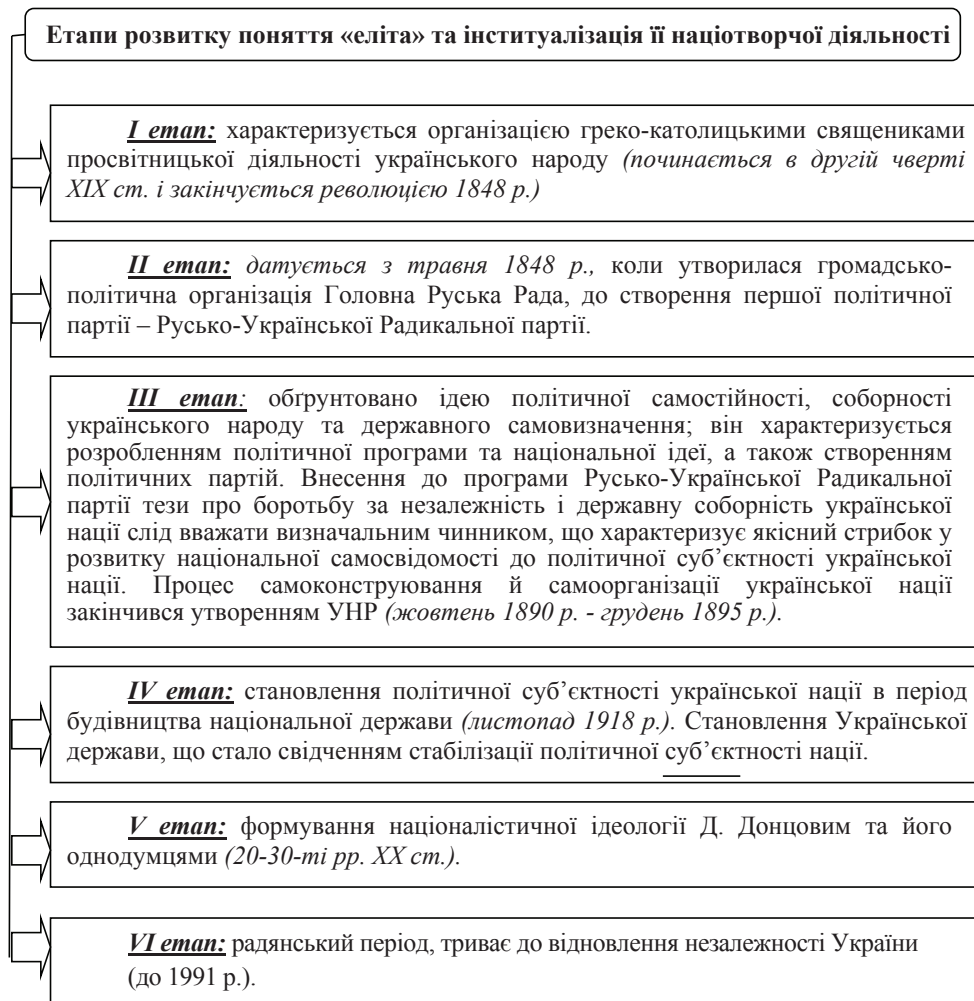 Етапи розвитку поняття «еліта» та інституалізація її націотворчої діяльності
І етап: характеризується організацією греко-католицькими священиками
просвітницької діяльності українського народу (починається в другій чверті
XIX ст. і закінчується революцією 1848 р.)
ІІ етап: датується з травня 1848 р., коли утворилася громадсько-
політична організація Головна Руська Рада, до створення першої політичної
партії – Русько-Української Радикальної партії.
ІІІ етап: обґрунтовано ідею політичної самостійності, соборності
українського народу та державного самовизначення; він характеризується
розробленням політичної програми та національної ідеї, а також створенням
політичних партій. Внесення до програми Русько-Української Радикальної
партії тези про боротьбу за незалежність і державну соборність української
нації слід вважати визначальним чинником, що характеризує якісний стрибок у
розвитку національної самосвідомості до політичної суб’єктності української
нації. Процес самоконструювання й самоорганізації української нації
закінчився утворенням УНР (жовтень 1890 р. - грудень 1895 р.).
IV етап: становлення політичної суб’єктності української нації в період
будівництва національної держави (листопад 1918 р.). Становлення Української
держави, що стало свідченням стабілізації політичної суб’єктності нації.
V етап: формування націоналістичної ідеології Д. Донцовим та його
однодумцями (20-30-ті рр. XX ст.).
VI етап: радянський період, триває до відновлення незалежності України
(до 1991 р.).